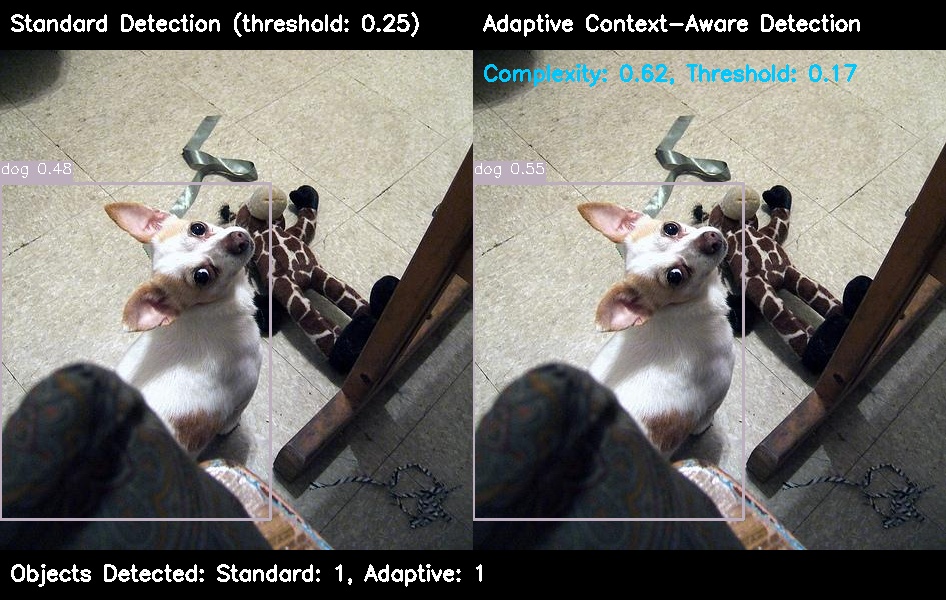 Standard Detection (threshold: 0.25)
Adaptive Context-Aware Detection
Complexity: 0.62, Threshold: 0.17
dog 0.48
dog 0.55
Objects Detected: Standard: 1, Adaptive: 1